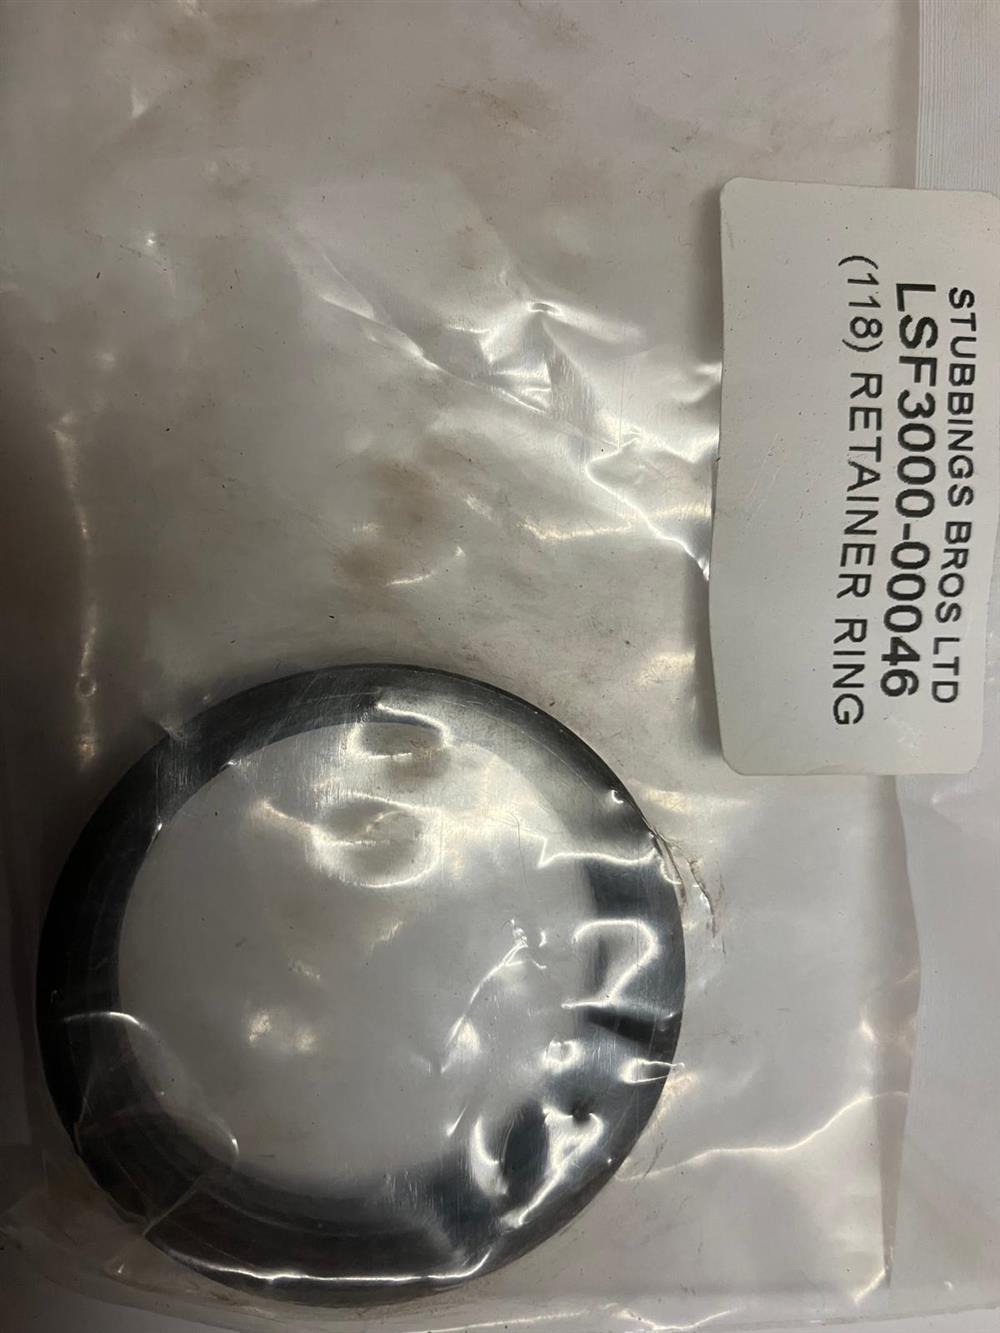 STUBBINGS BROS LTD
LSF3000-00046
(118) RETAINER RING